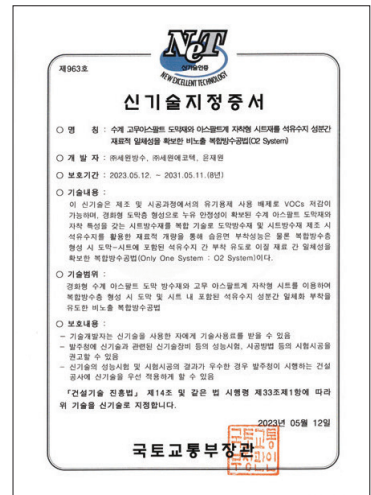 제963호
NeT
신기술인증
NEW EXCELLENT TECHNOLOGY
신기술지정증서
○ 명 칭 : 수계 고무아스팔트 도막재와 아스팔트계 자착형 시트재를 석유수지 성분간
재료적 일체성을 확보한 비노출 복합방수공법(O2 System)
○ 개 발 자 : ㈜세원방수, ㈜세원에코텍, 윤재원
○ 보호기간 : 2023.05.12. - 2031.05.11.(8년)
○ 기술내용 :
이 신기술은 제조 및 시공과정에서의 유기용제 사용 배제로 VOCs 저감이
가능하며, 경화형 도막층 형성으로 누유 안정성이 확보된 수계 아스팔트 도막재와
자착 특성을 갖는 시트방수재를 복합 기술로 도막방수재 및 시트방수재 제조 시
석유수지를 활용한 재료적 개량을 통해 습윤면 부착성능은 물론 복합방수층
형성 시 도막-시트에 포함된 석유수지 간 부착 유도로 이질 재료 간 일체성을
확보한 복합방수공법(Only One System : O2 System)이다.
○ 기술범위 :
경화형 수계 아스팔트 도막 방수재와 고무 아스팔트계 자착형 시트를 이용하여
복합방수층 형성 시 도막 및 시트 내 포함된 석유수지 성분간 일체화 부착을
유도한 비노출 복합방수공법
○ 보호내용 :
- 기술개발자는 신기술을 사용한 자에게 기술사용료를 받을 수 있음
- 발주청에 신기술과 관련된 신기술장비 등의 성능시험, 시공방법 등의 시험시공을
권고할 수 있음
- 신기술의 성능시험 및 시험시공의 결과가 우수한 경우 발주청이 시행하는 건설
공사에 신기술을 우선 적용하게 할 수 있음
「건설기술 진흥법」 제14조 및 같은 법 시행령 제33조제1항에 따라
위 기술을 신기술로 지정합니다.
2023년 05월 12일
국토교통부장관